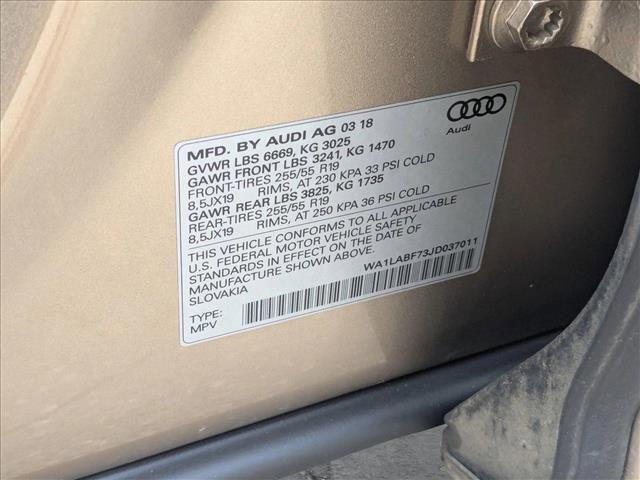 MFD. BY AUDI AG 03 18
GVWR LBS 6669, KG 3025
GAWR FRONT LBS 3241, KG 1470
FRONT-TIRES 255/55 R19
8,5JX19 RIMS, AT 230 KPA 33 PSI COLD
GAWR REAR LBS 3825, KG 1735
REAR-TIRES 255/55 R19
8,5JX19 RIMS, AT 250 KPA 36 PSI COLD
THIS VEHICLE CONFORMS TO ALL APPLICABLE
U.S. FEDERAL MOTOR VEHICLE SAFETY
STANDARDS IN EFFECT ON THE DATE OF
MANUFACTURE SHOWN ABOVE.
SLOVAKIA
WA1LABF73JD037011
TYPE:
MPV
Audi